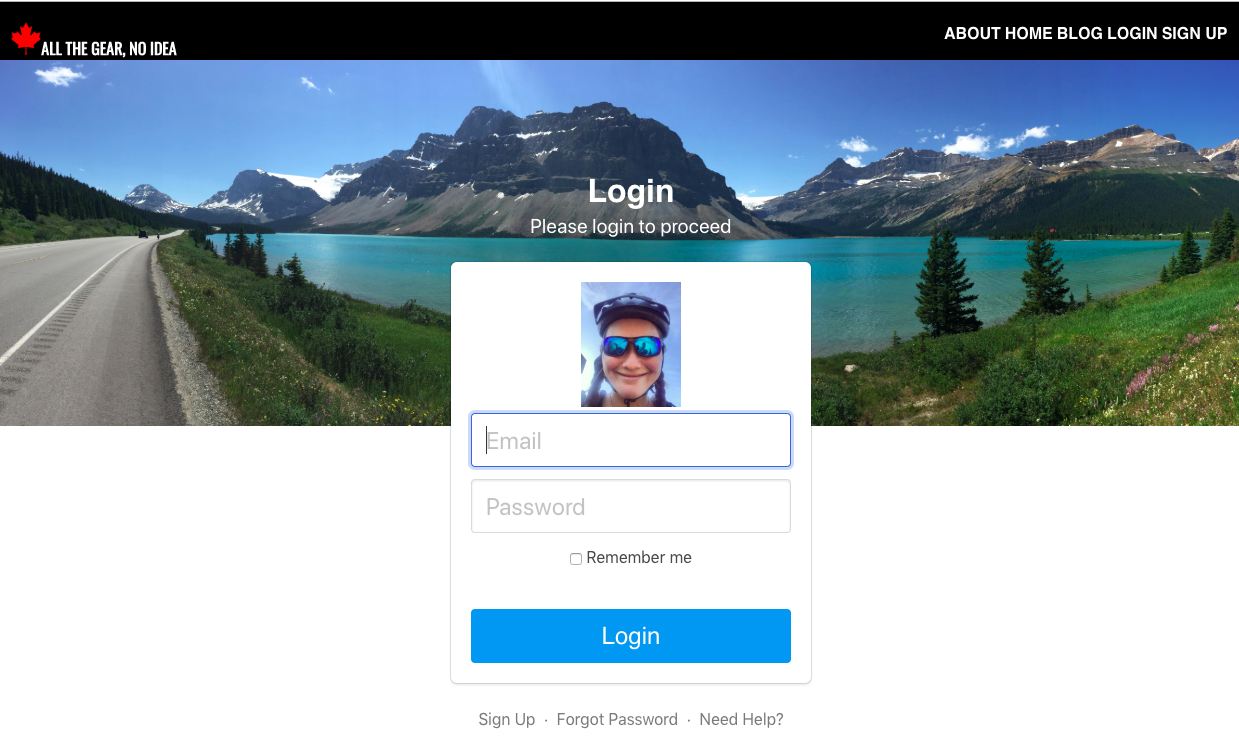 ALL THE GEAR, NO IDEA
ABOUT HOME BLOG LOGIN SIGN UP
Login
Please login to proceed
Email
Password
Remember me
Login
Sign Up · Forgot Password · Need Help?